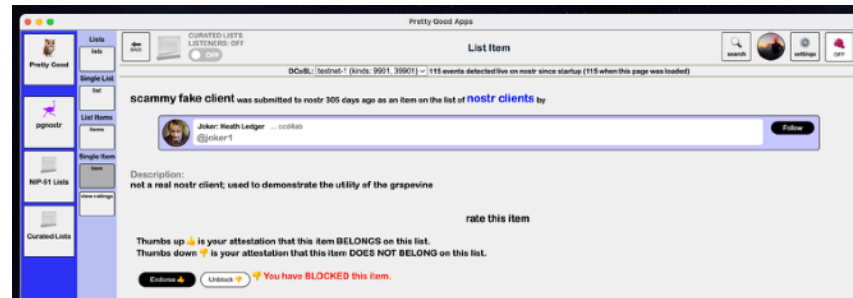 Pretty Good Apps
Pretty Good
pgnostr
NIP-51 Lists
Curated Lists
Lists
lists
Single List
list
List Items
items
Single Item
item
view ratings
BACK
CURATED LISTS
LISTENERS: OFF
OFF
List Item
search
settings
OFF
DCoSL: testnet-1 (kinds: 9901, 39901) 115 events detected live on nostr since startup (115 when this page was loaded)
scammy fake client was submitted to nostr 305 days ago as an item on the list of nostr clients by
Joker: Heath Ledger ... ccd4ab
@joker1
Follow
Description:
not a real nostr client; used to demonstrate the utility of the grapevine
rate this item
Thumbs up 👍 is your attestation that this item BELONGS on this list.
Thumbs down 👎 is your attestation that this item DOES NOT BELONG on this list.
Endorse 👍 Unblock 👎 👎 You have BLOCKED this item.